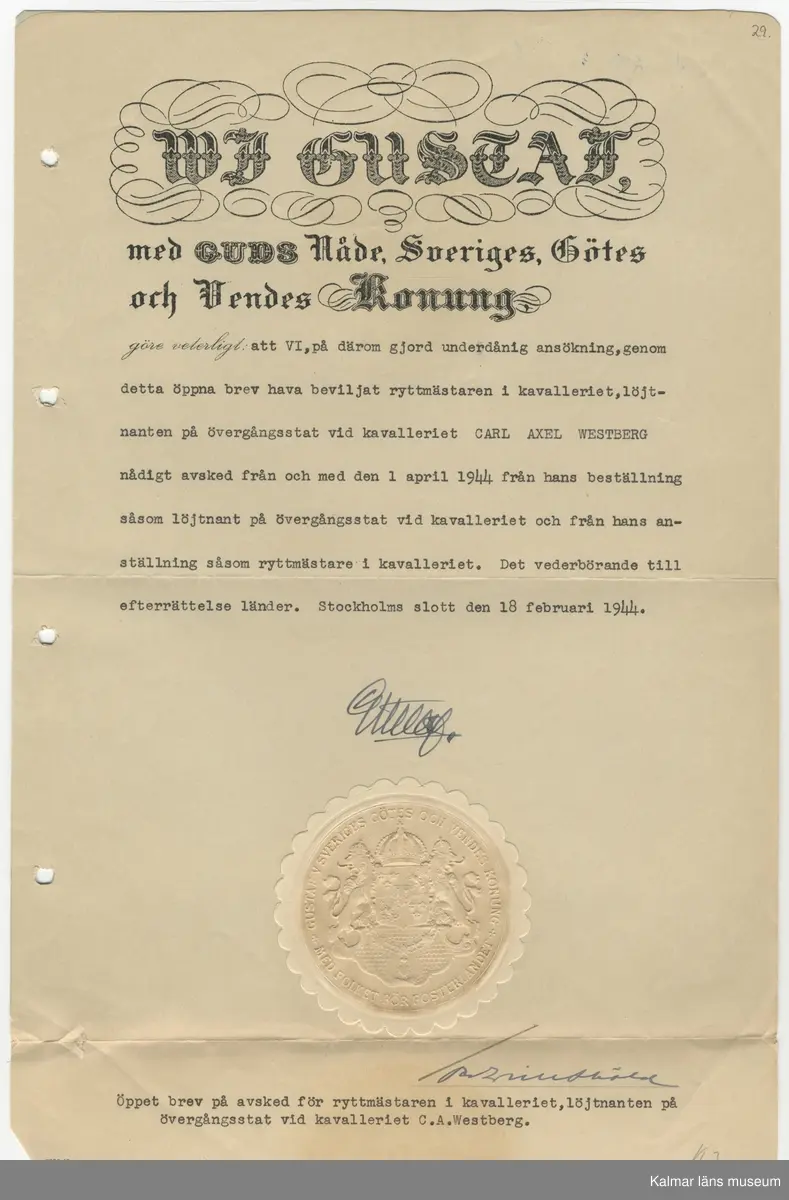 29.
WI GUSTAF,
med GUDS Nåde, Sveriges, Götes
och Vendes Konung,
göre veterligt: att VI,på därom gjord underdånig ansökning,genom
detta öppna brev hava beviljat ryttmästaren i kavalleriet,löjt-
nanten på övergångsstat vid kavalleriet CARL AXEL WESTBERG
nådigt avsked från och med den 1 april 1944 från hans beställning
såsom löjtnant på övergångsstat vid kavalleriet och från hans an-
ställning såsom ryttmästare i kavalleriet. Det vederbörande till
efterrättelse länder. Stockholms slott den 18 februari 1944.
GUSTAF V SVERIGES GÖTES OCH VENDES KONUNG
MED FOLKET FÖR FOSTERLANDET
Öppet brev på avsked för ryttmästaren i kavalleriet,löjtnanten på
övergångsstat vid kavalleriet C.A.Westberg.
Kalmar läns museum